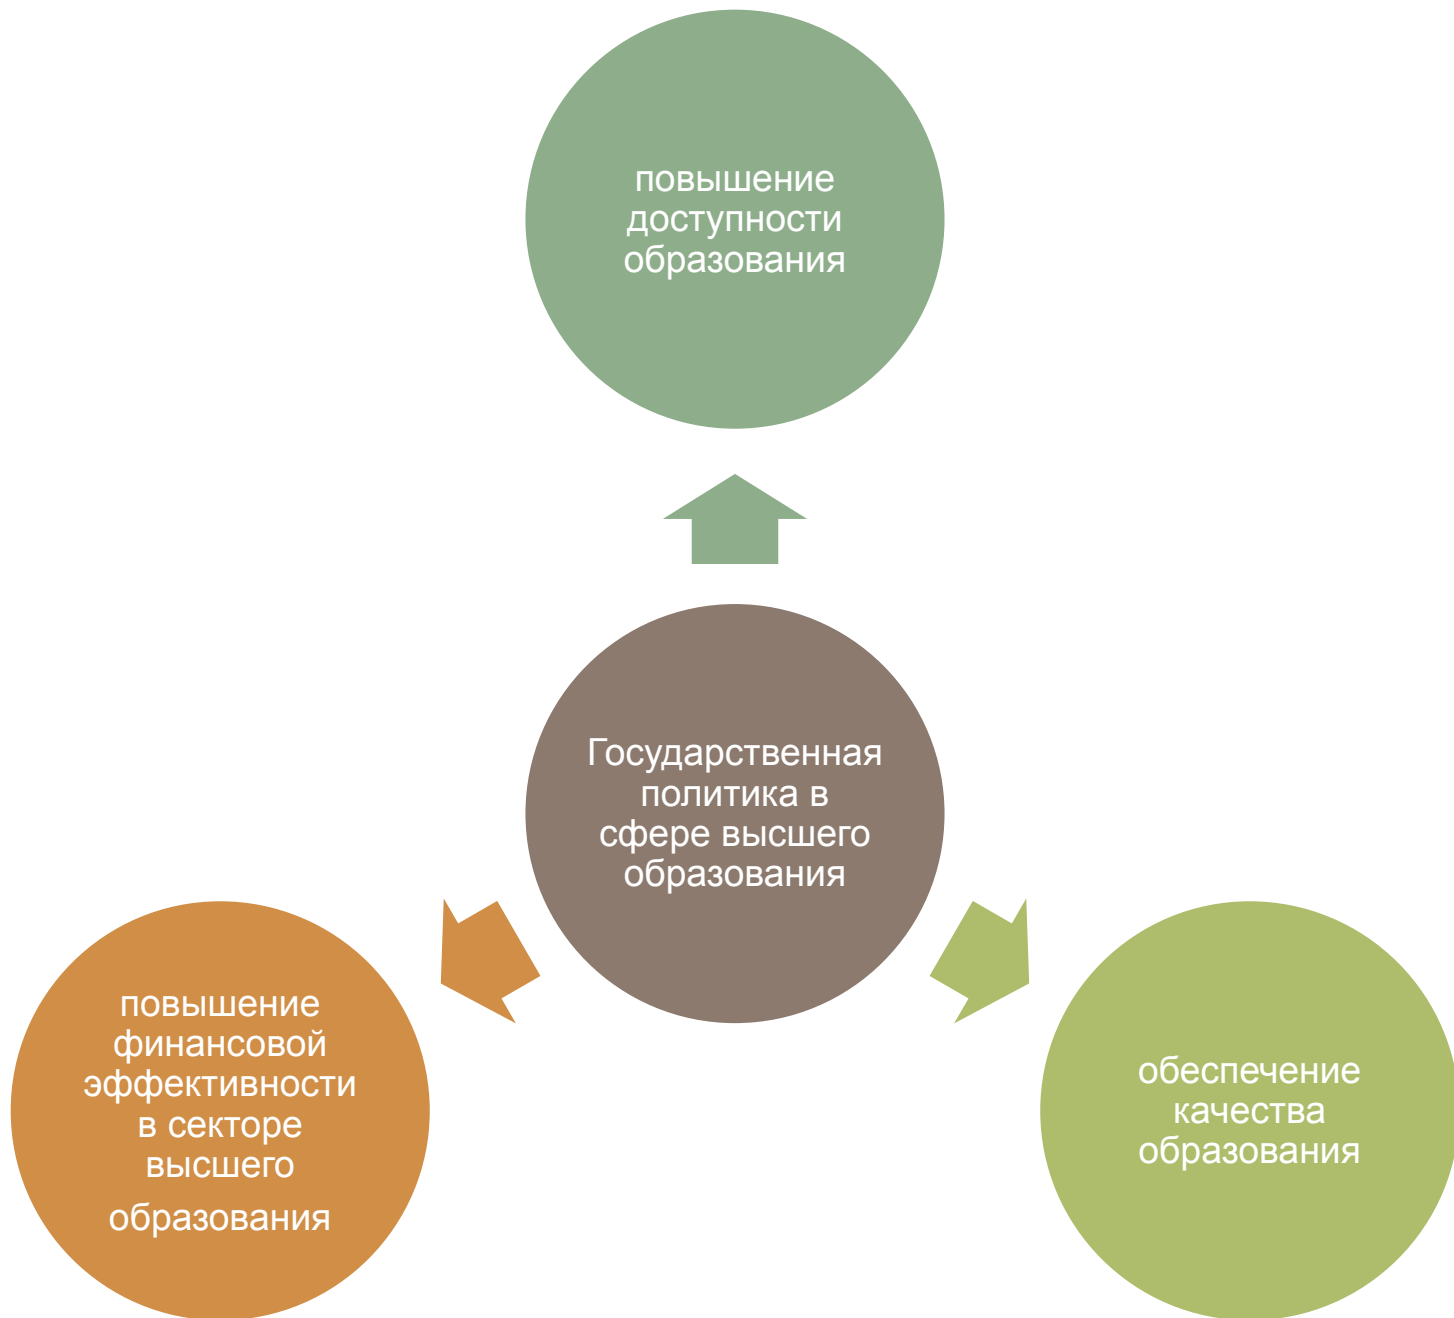 повышение
доступности
образования
Государственная
политика в
сфере высшего
образования
повышение
финансовой
эффективности
в секторе
высшего
образования
обеспечение
качества
образования